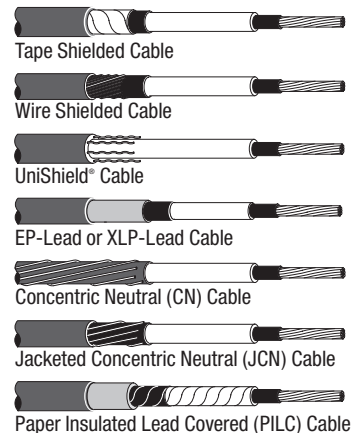 Tape Shielded Cable
Wire Shielded Cable
UniShield® Cable
EP-Lead or XLP-Lead Cable
Concentric Neutral (CN) Cable
Jacketed Concentric Neutral (JCN) Cable
Paper Insulated Lead Covered (PILC) Cable